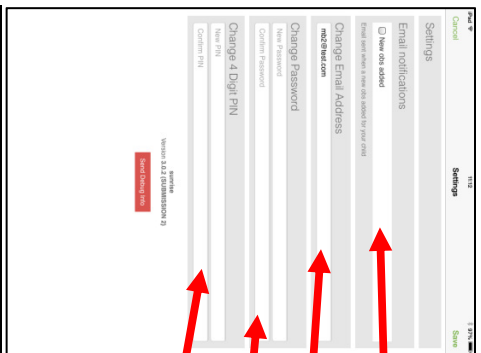 iPad 11:12 97%
Cancel Settings Save
Settings
Email notifications
New obs added
Email sent when a new obs added for your child
Change Email Address
mb2@test.com
Change Password
New Password
Confirm Password
Change 4 Digit PIN
New PIN
Confirm PIN
sunrise
Version 3.0.2 (SUBMISSION 2)
Send Debug Info